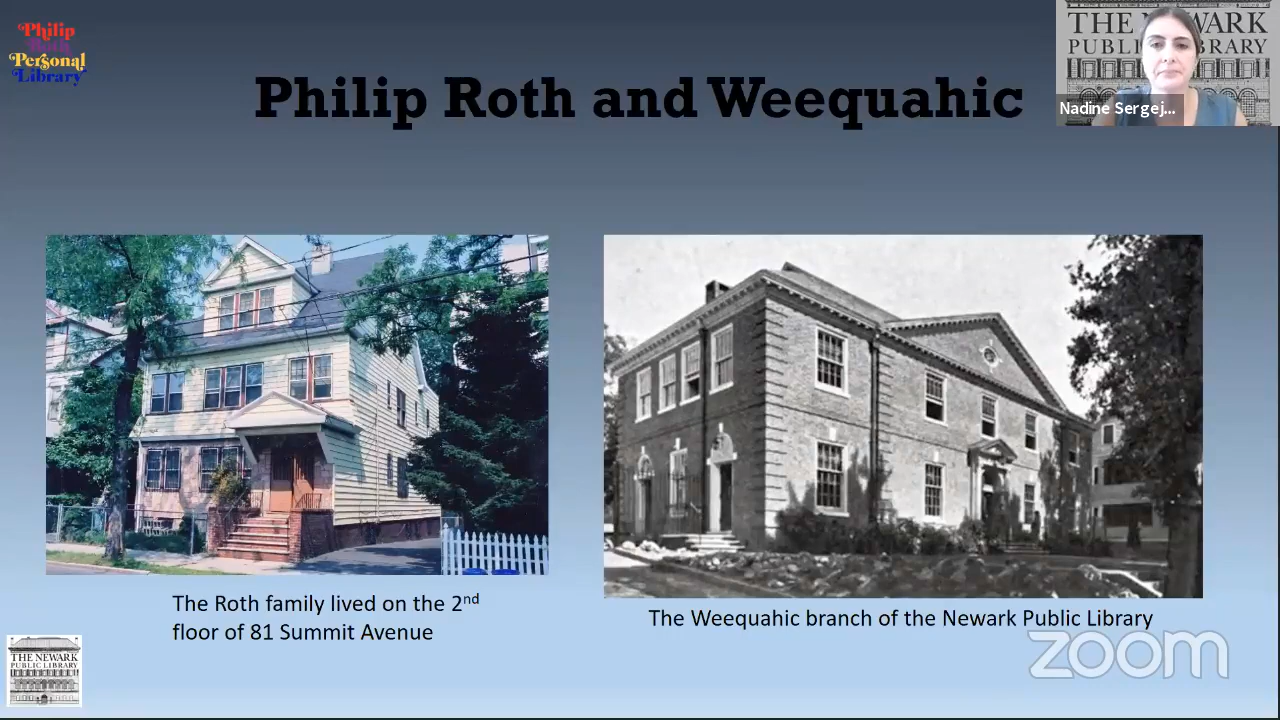 Philip
Roth
Personal
Library
Philip Roth and Weequahic
THE NEWARK
PUBLIC LIBRARY
Nadine Sergej...
The Roth family lived on the 2nd
floor of 81 Summit Avenue
The Weequahic branch of the Newark Public Library
zoom
THE NEWARK
PUBLIC LIBRARY